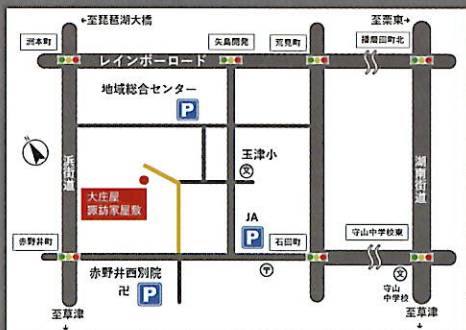 ←至琵琶湖大橋
至栗東→
洲本町
矢島開発
荒見町
播磨田町北
レインボーロード
地域総合センター
P
玉津小
文
浜街道
湖南街道
大庄屋
諏訪家屋敷
JA
P
赤野井町
石田町
守山中学校東
赤野井西別院
卍
P
〒
文
守山
中学校
至草津
↓
至草津
↓